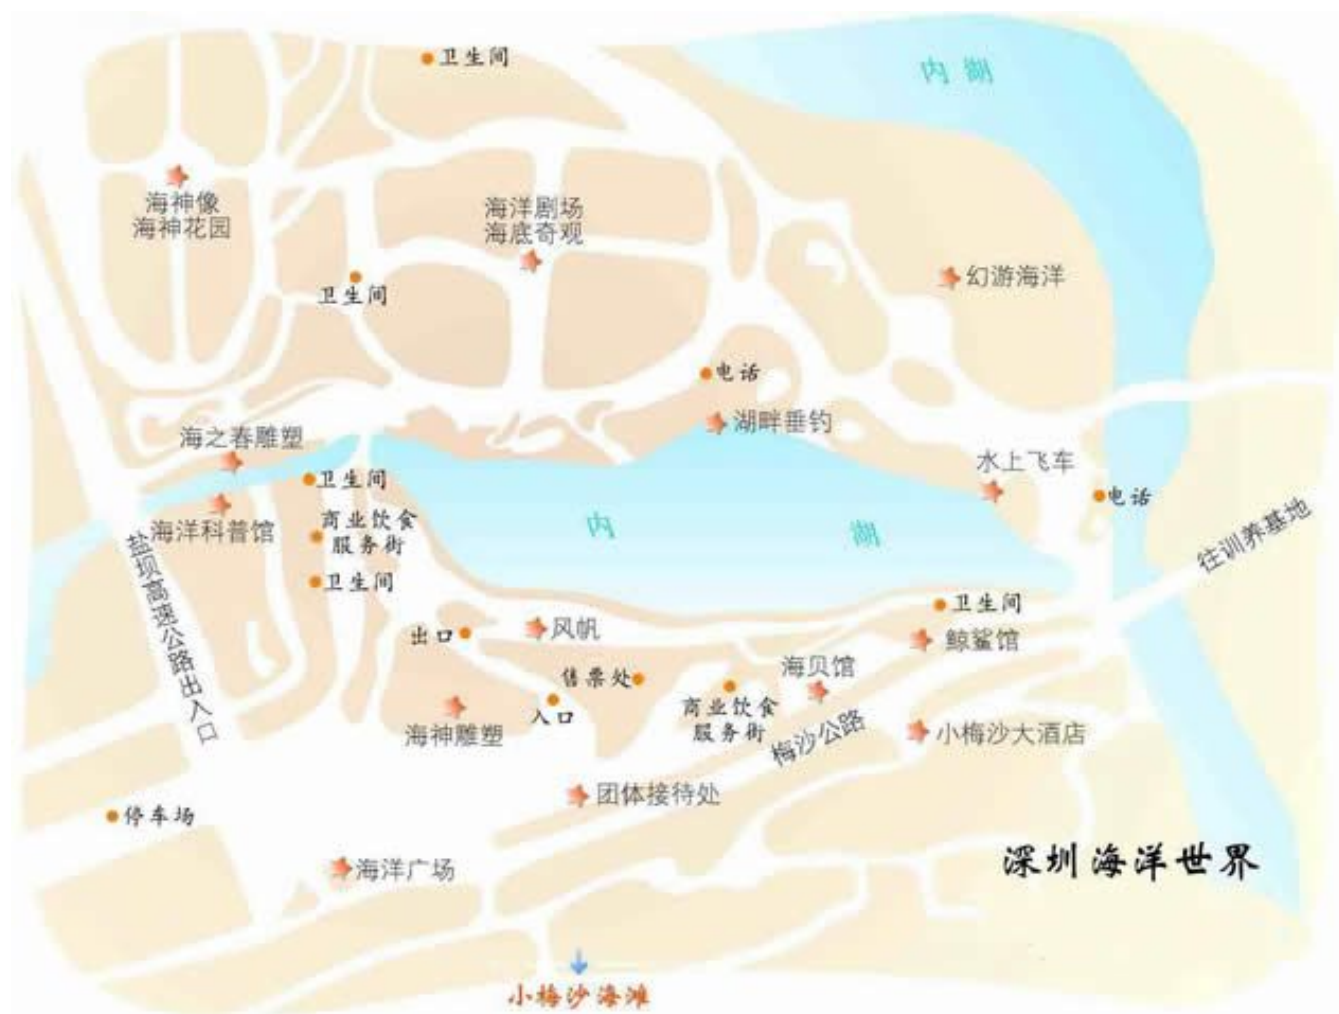 卫生间
内湖
海神像
海神花园
海洋剧场
海底奇观
幻游海洋
卫生间
电话
湖畔垂钓
海之春雕塑
水上飞车
卫生间
电话
海洋科普馆
商业饮食
服务街
内湖
往训养基地
盐坝高速公路出入口
卫生间
卫生间
出口
风帆
鲸鲨馆
售票处
海贝馆
入口
商业饮食
服务街
海神雕塑
梅沙公路
小梅沙大酒店
团体接待处
停车场
海洋广场
深圳海洋世界
小梅沙海滩